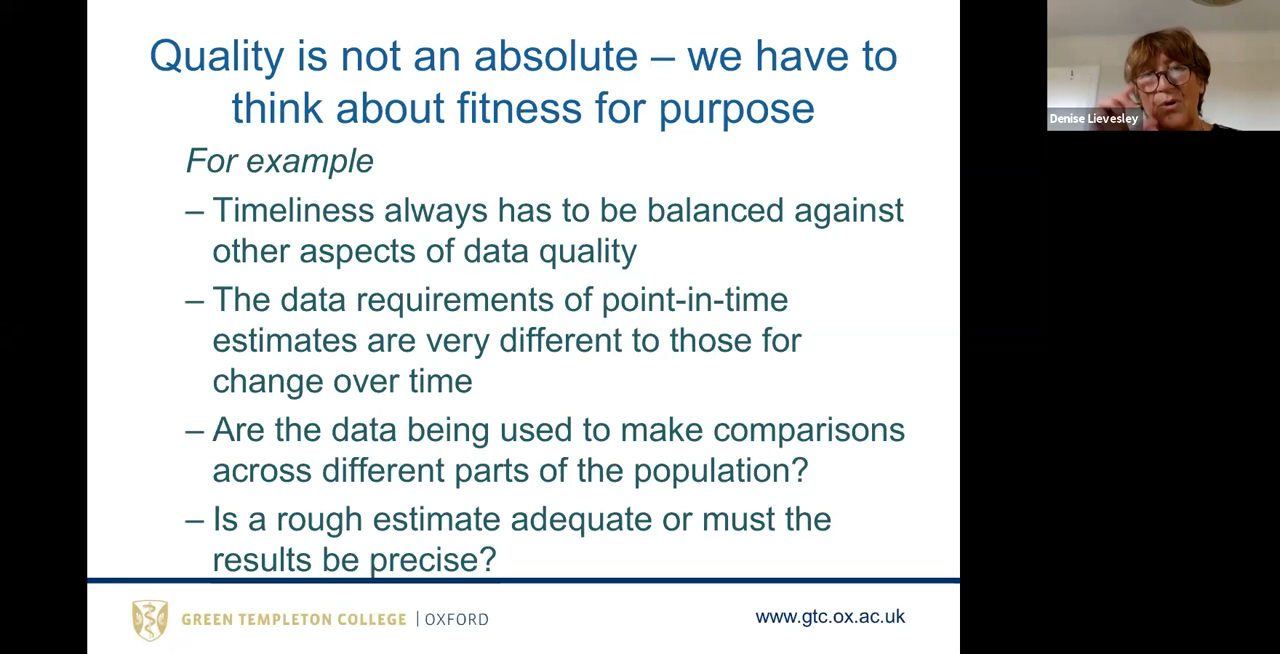 Quality is not an absolute – we have to
think about fitness for purpose
For example
– Timeliness always has to be balanced against
other aspects of data quality
– The data requirements of point-in-time
estimates are very different to those for
change over time
– Are the data being used to make comparisons
across different parts of the population?
– Is a rough estimate adequate or must the
results be precise?
GREEN TEMPLETON COLLEGE | OXFORD
www.gtc.ox.ac.uk
Denise Lievesley